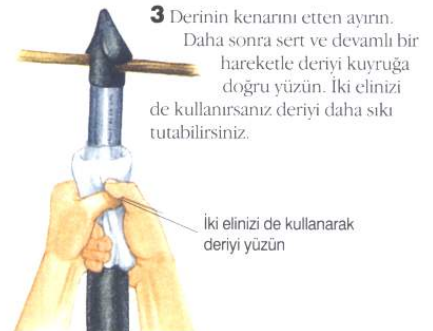 3 Derinin kenarını etten ayırın.
Daha sonra sert ve devamlı bir
hareketle deriyi kuyruğa
doğru yüzün. İki elinizi
de kullanırsanız deriyi daha sıkı
tutabilirsiniz.
İki elinizi de kullanarak
deriyi yüzün